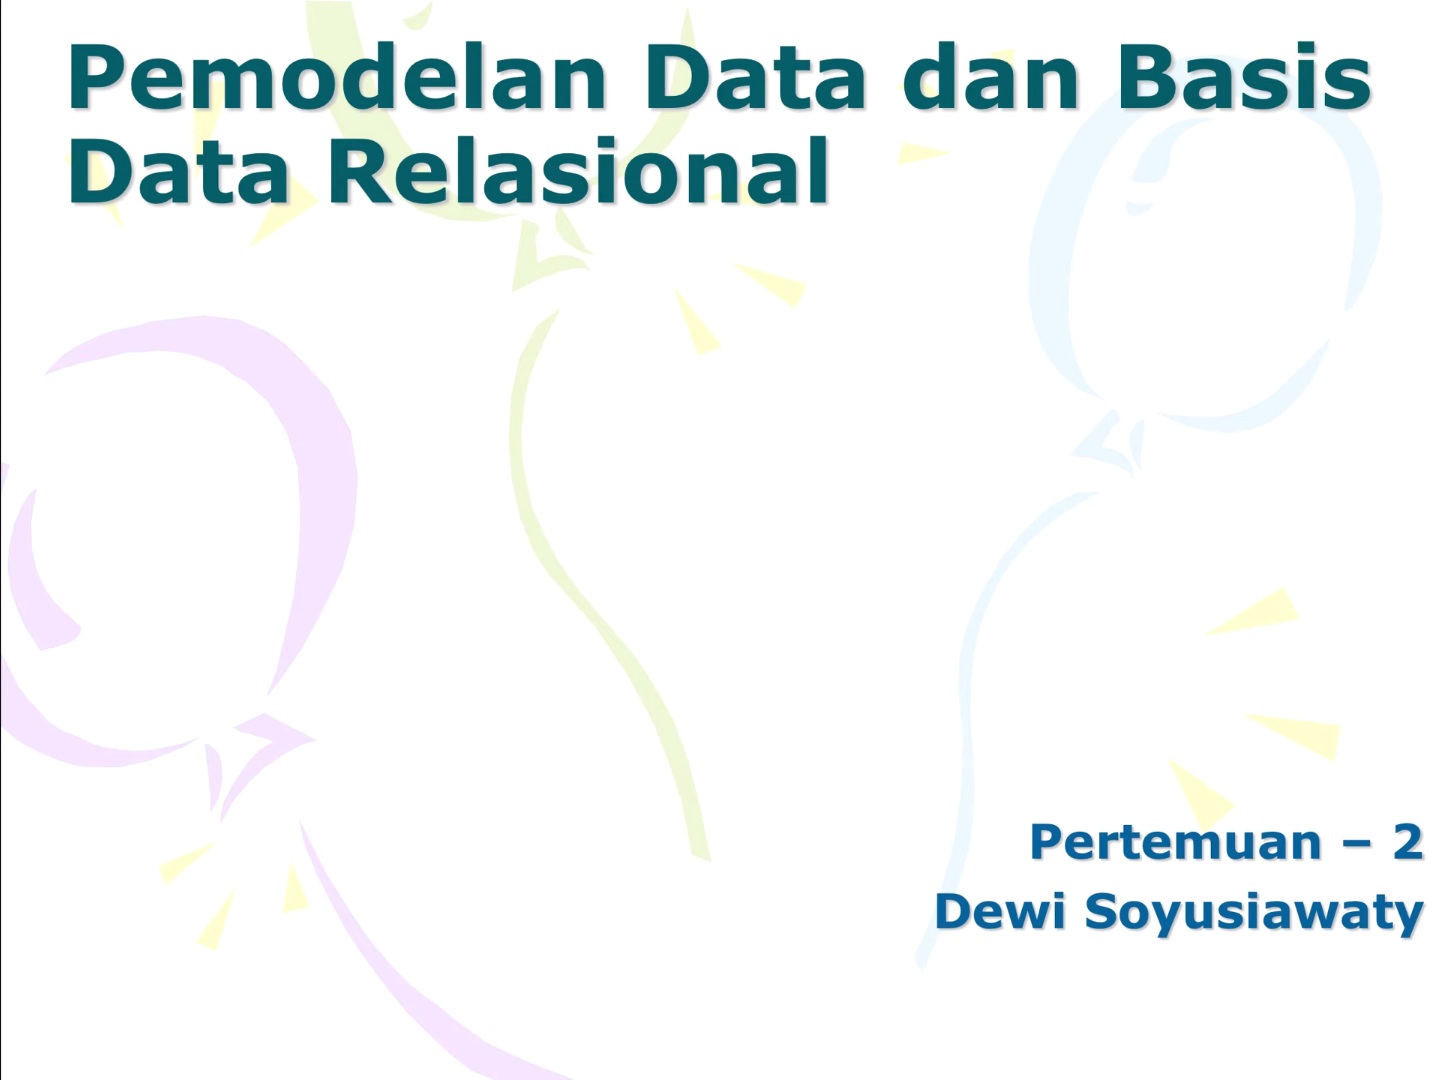 Pemodelan Data dan Basis
Data Relasional
Pertemuan – 2
Dewi Soyusiawaty